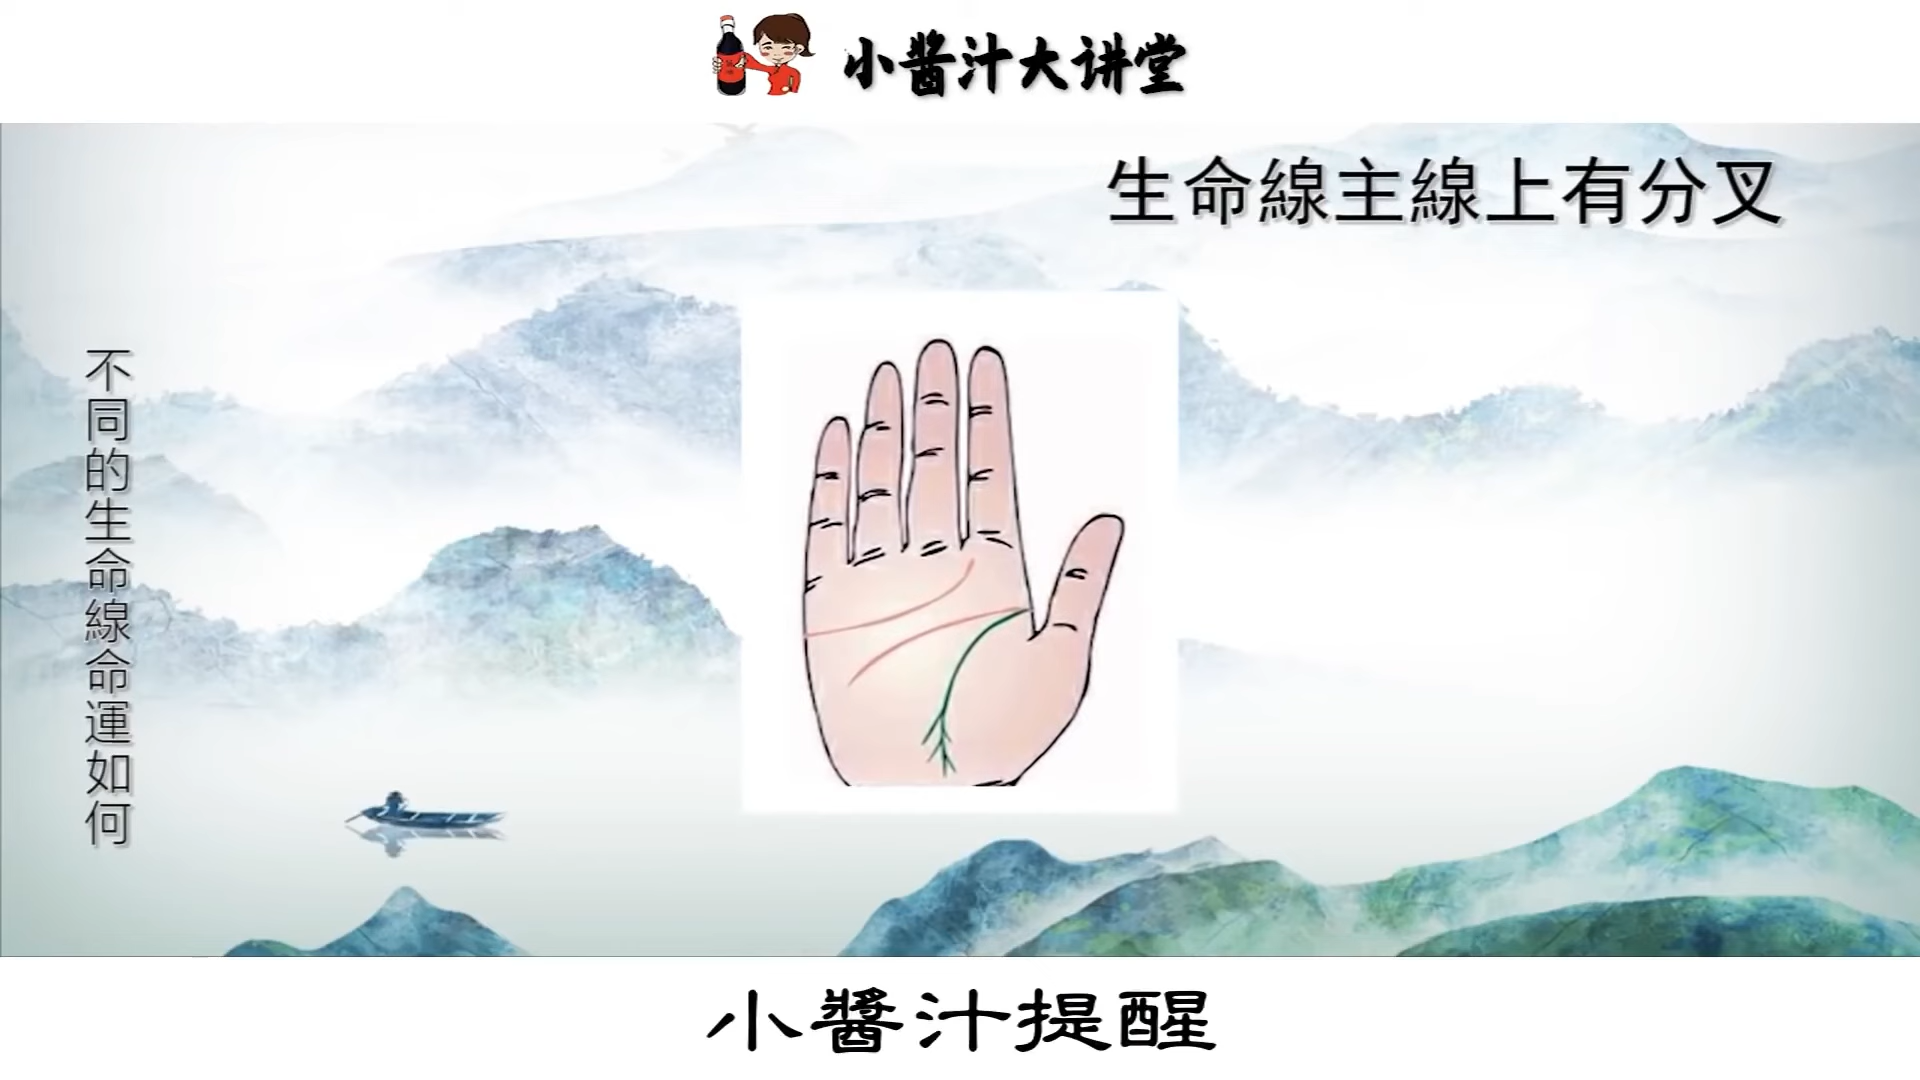 小醬汁大讲堂
生命線主線上有分叉
不同的生命線命運如何
小醬汁提醒